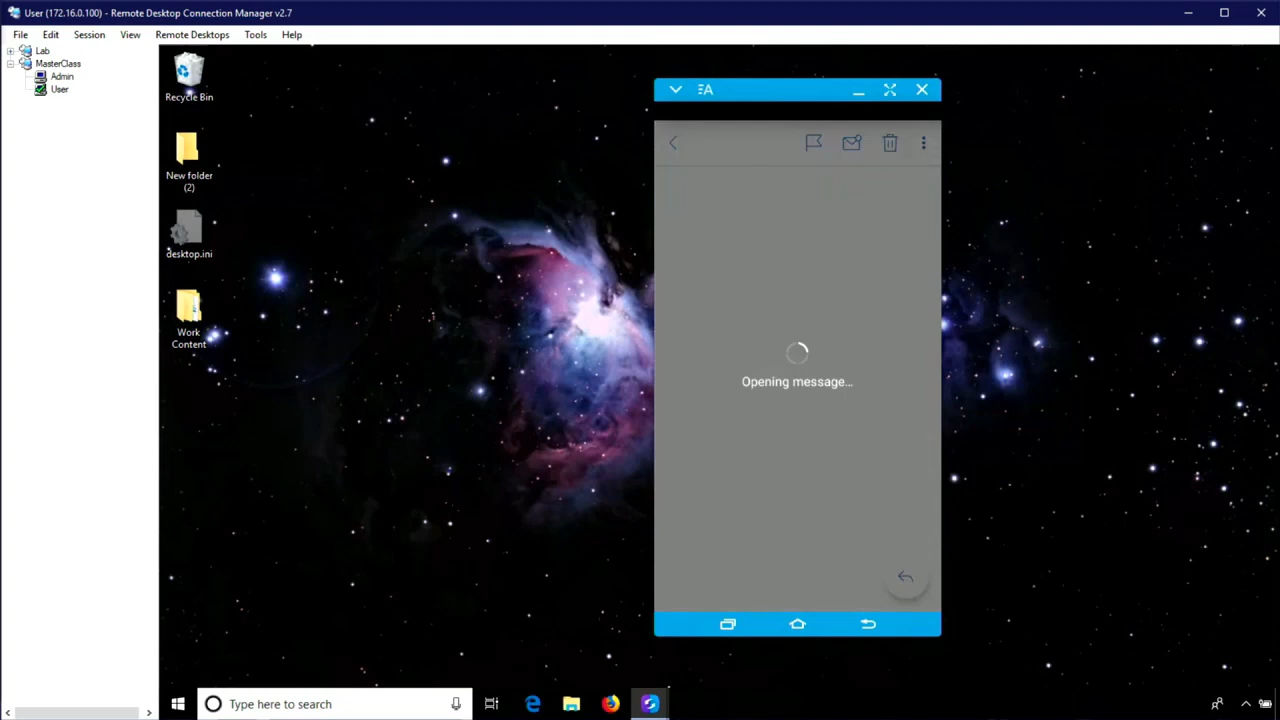 User (172.16.0.100) - Remote Desktop Connection Manager v2.7
File Edit Session View Remote Desktops Tools Help
Lab
MasterClass
Admin
User
Recycle Bin
New folder
(2)
desktop.ini
Work
Content
A
Opening message...
Type here to search